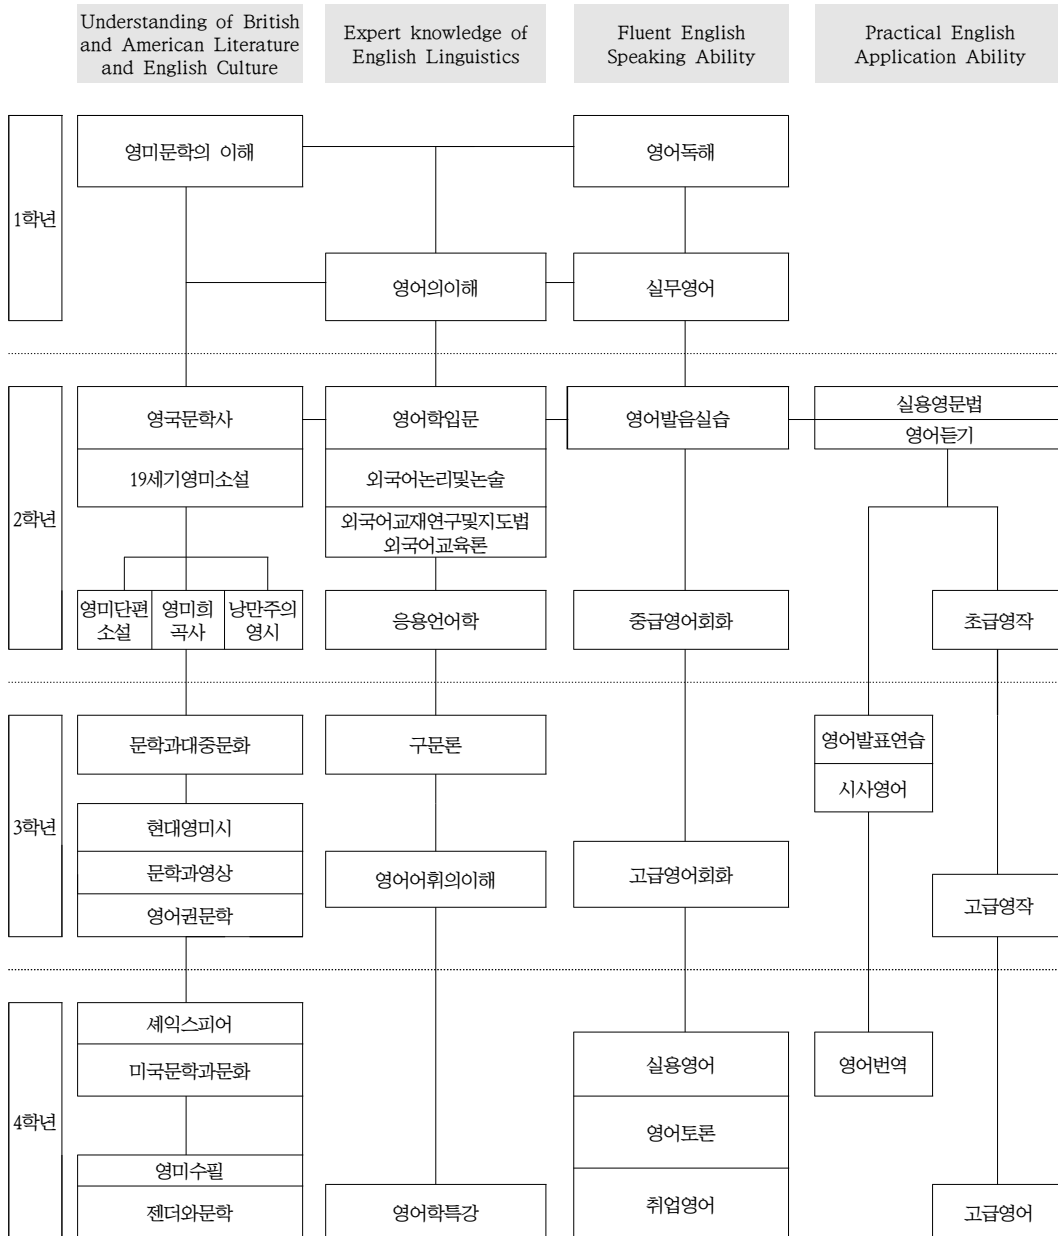 Understanding of British
and American Literature
and English Culture
Expert knowledge of
English Linguistics
Fluent English
Speaking Ability
Practical English
Application Ability
1학년
영미문학의 이해
영어독해
영어의이해
실무영어
2학년
영국문학사
영어학입문
영어발음실습
실용영문법
영어듣기
19세기영미소설
외국어논리및논술
외국어교재연구및지도법
외국어교육론
영미단편
소설
영미희
곡사
낭만주의
영시
응용언어학
중급영어회화
초급영작
3학년
문학과대중문화
구문론
영어발표연습
시사영어
현대영미시
문학과영상
영어권문학
영어어휘의이해
고급영어회화
고급영작
4학년
셰익스피어
미국문학과문화
실용영어
영어번역
영어토론
영미수필
젠더와문학
영어학특강
취업영어
고급영어